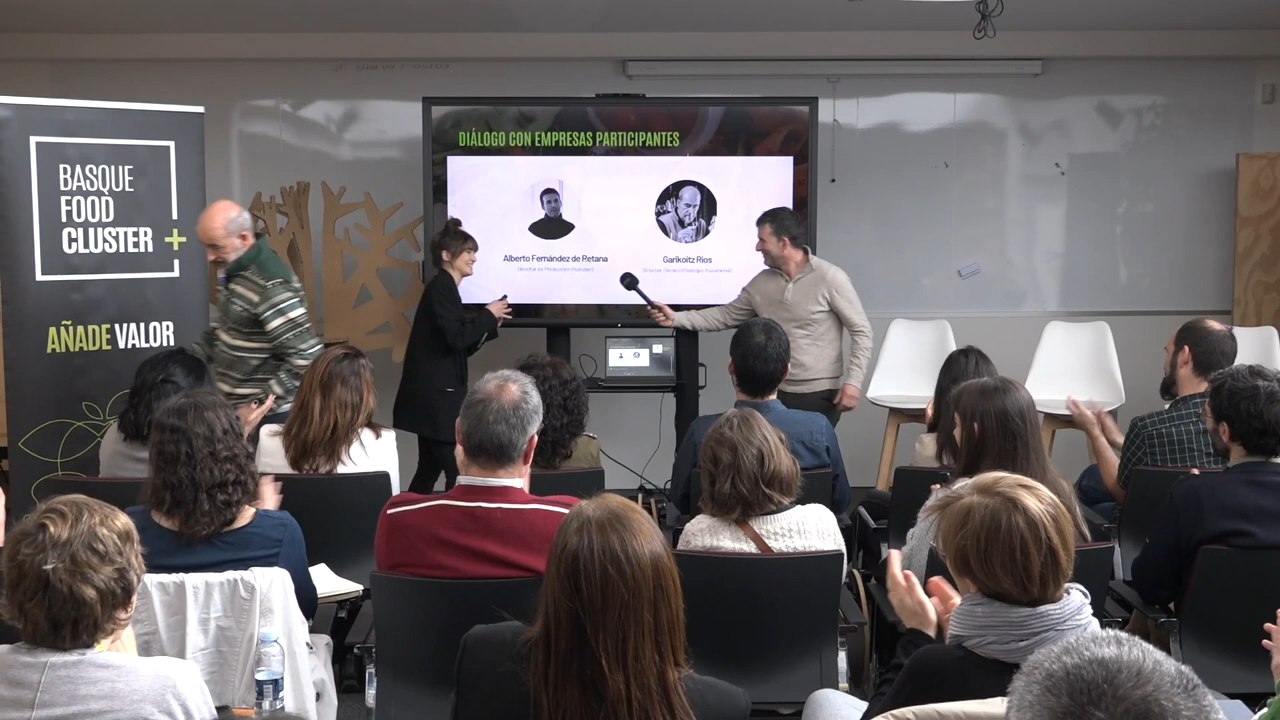 BASQUE
FOOD
CLUSTER +
AÑADE VALOR
DIÁLOGO CON EMPRESAS PARTICIPANTES
Alberto Fernández de Retana
Garikoitz Rios